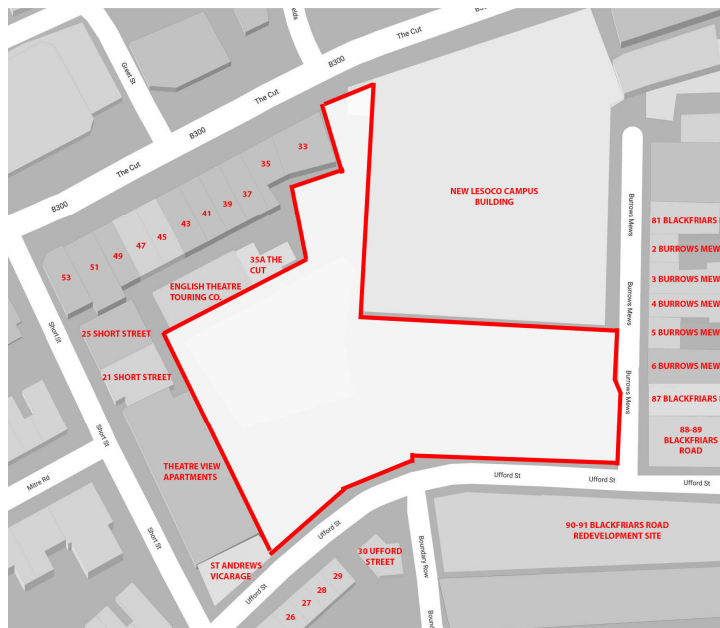 The Cut
B300
elds
Greet St
The Cut
B300
The Cut
B300
33
35
37
39
41
43
45
47
49
51
53
NEW LESOCO CAMPUS
BUILDING
Burrows Mews
81 BLACKFRIARS
2 BURROWS MEW
3 BURROWS MEW
4 BURROWS MEW
5 BURROWS MEW
6 BURROWS MEW
87 BLACKFRIARS
88-89
BLACKFRIARS
ROAD
Burrows Mews
Burrows Mews
35A THE
CUT
ENGLISH THEATRE
TOURING CO.
25 SHORT STREET
21 SHORT STREET
Short St
Short St
Short St
Mitre Rd
THEATRE VIEW
APARTMENTS
ST ANDREWS
VICARAGE
Ufford St
Ufford St
Ufford St
Ufford St
Ufford St
30 UFFORD
STREET
29
28
27
26
Boundary Row
Bound
90-91 BLACKFRIARS ROAD
REDEVELOPMENT SITE